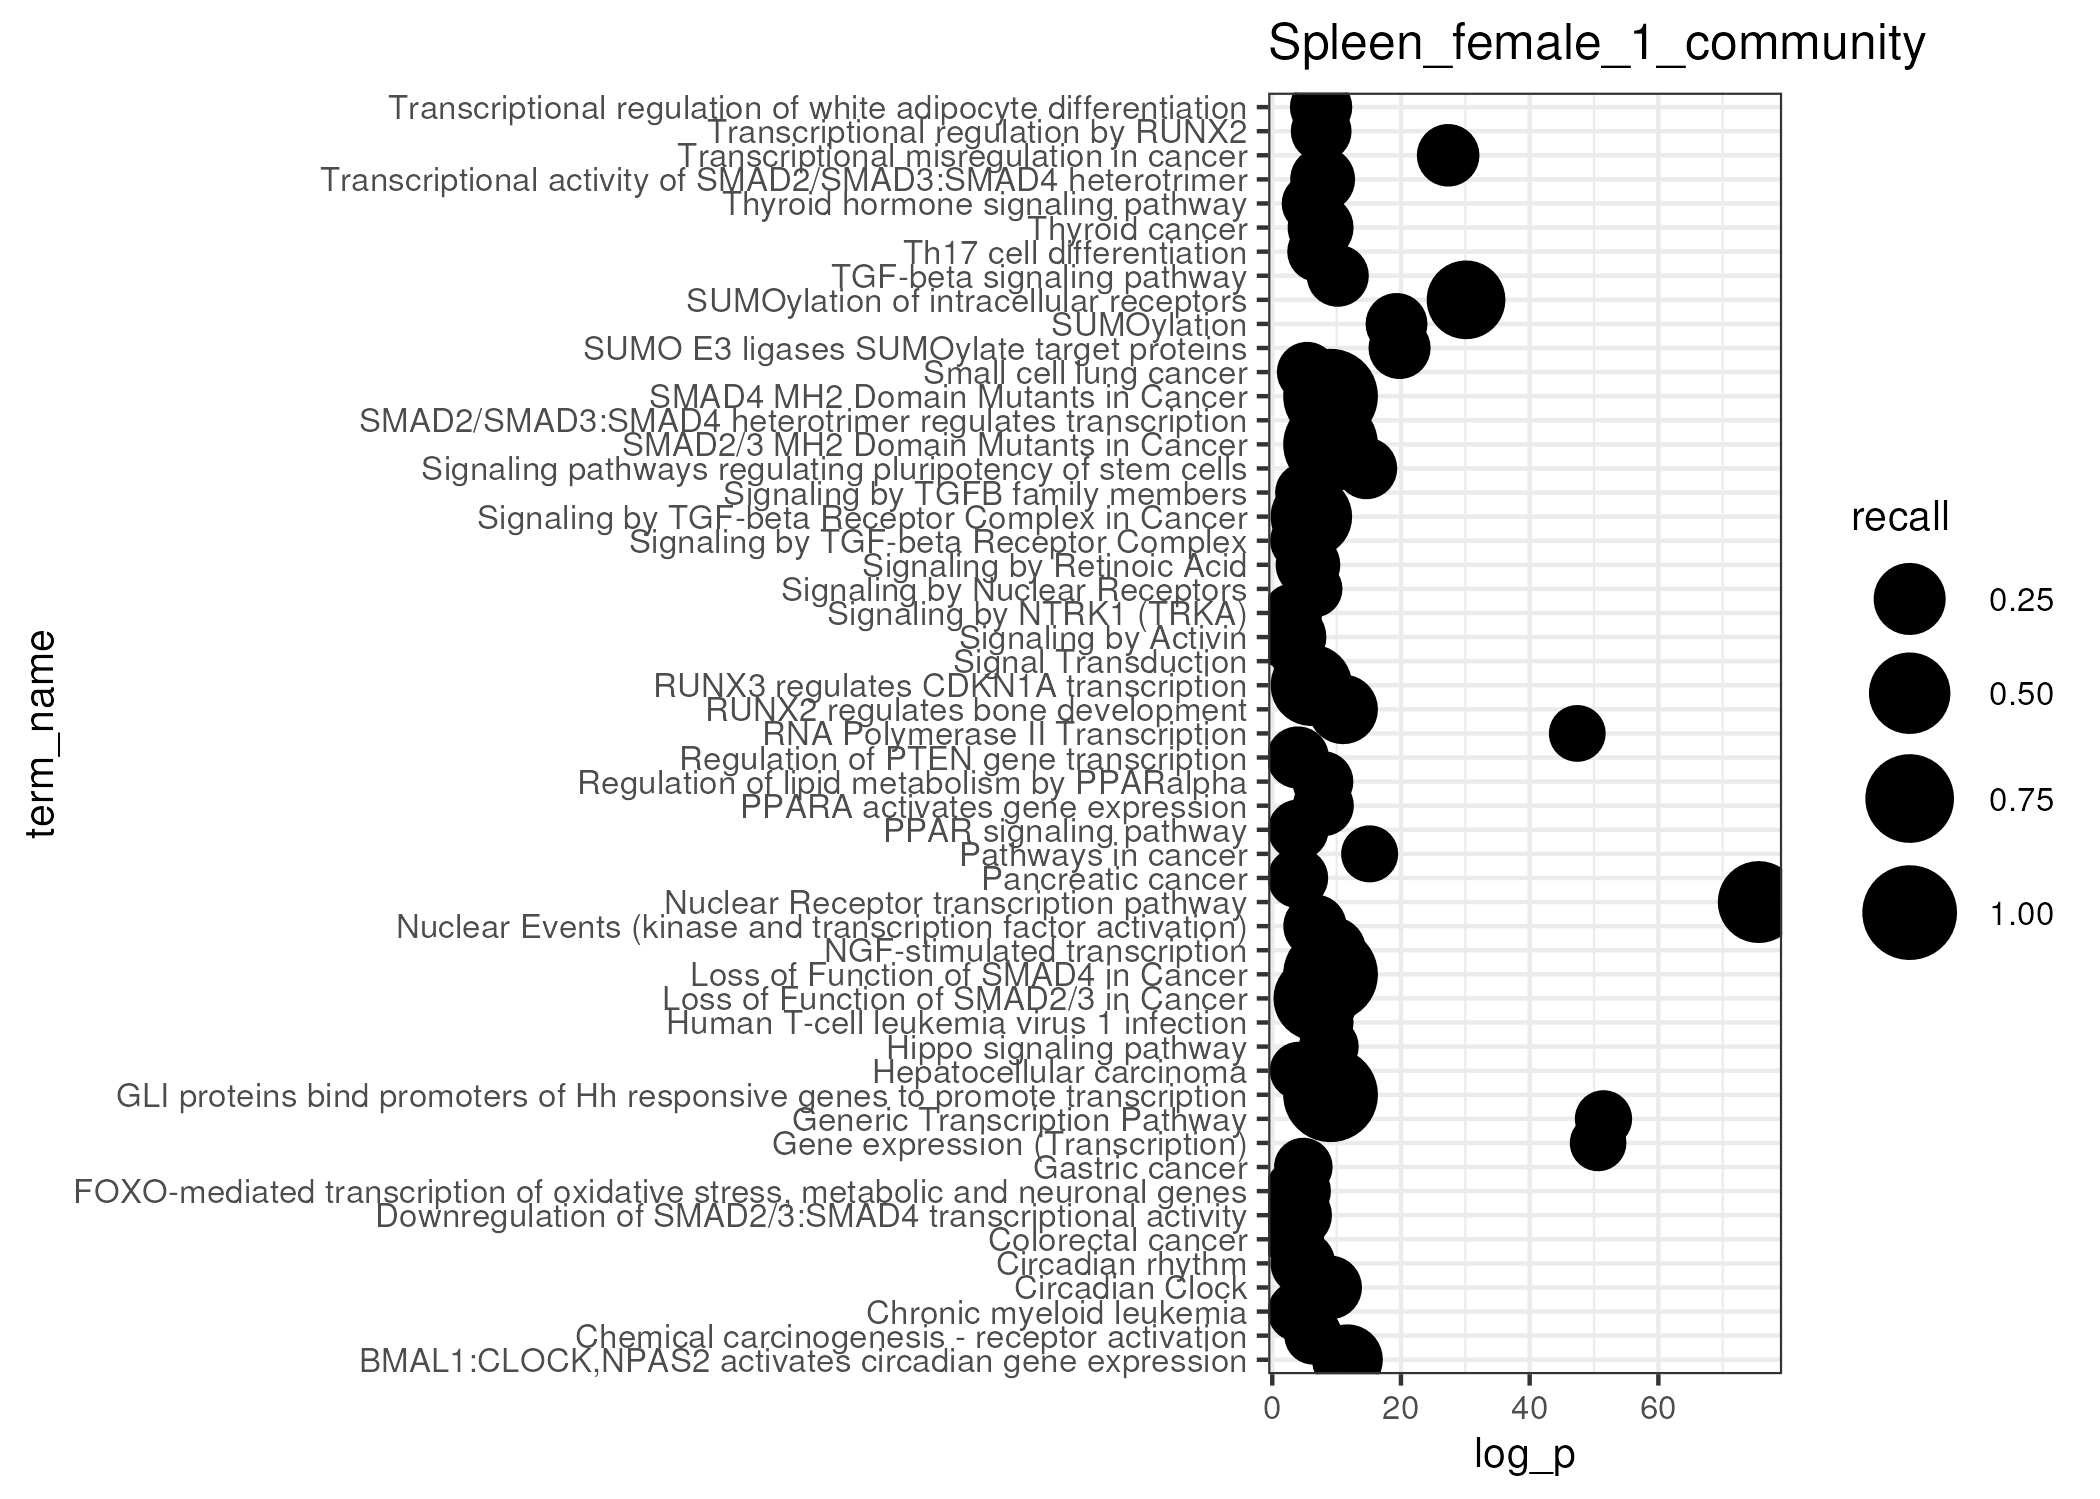 Spleen_female_1_community
term_name
Transcriptional regulation of white adipocyte differentiation
Transcriptional regulation by RUNX2
Transcriptional misregulation in cancer
Transcriptional activity of SMAD2/SMAD3:SMAD4 heterotrimer
Thyroid hormone signaling pathway
Thyroid cancer
Th17 cell differentiation
TGF-beta signaling pathway
SUMOylation of intracellular receptors
SUMOylation
SUMO E3 ligases SUMOylate target proteins
Small cell lung cancer
SMAD4 MH2 Domain Mutants in Cancer
SMAD2/SMAD3:SMAD4 heterotrimer regulates transcription
SMAD2/3 MH2 Domain Mutants in Cancer
Signaling pathways regulating pluripotency of stem cells
Signaling by TGFB family members
Signaling by TGF-beta Receptor Complex in Cancer
Signaling by TGF-beta Receptor Complex
Signaling by Retinoic Acid
Signaling by Nuclear Receptors
Signaling by NTRK1 (TRKA)
Signaling by Activin
Signal Transduction
RUNX3 regulates CDKN1A transcription
RUNX2 regulates bone development
RNA Polymerase II Transcription
Regulation of PTEN gene transcription
Regulation of lipid metabolism by PPARalpha
PPARA activates gene expression
PPAR signaling pathway
Pathways in cancer
Pancreatic cancer
Nuclear Receptor transcription pathway
Nuclear Events (kinase and transcription factor activation)
NGF-stimulated transcription
Loss of Function of SMAD4 in Cancer
Loss of Function of SMAD2/3 in Cancer
Human T-cell leukemia virus 1 infection
Hippo signaling pathway
Hepatocellular carcinoma
GLI proteins bind promoters of Hh responsive genes to promote transcription
Generic Transcription Pathway
Gene expression (Transcription)
Gastric cancer
FOXO-mediated transcription of oxidative stress, metabolic and neuronal genes
Downregulation of SMAD2/3:SMAD4 transcriptional activity
Colorectal cancer
Circadian rhythm
Circadian Clock
Chronic myeloid leukemia
Chemical carcinogenesis - receptor activation
BMAL1:CLOCK,NPAS2 activates circadian gene expression
0 20 40 60
log_p
recall
0.25
0.50
0.75
1.00